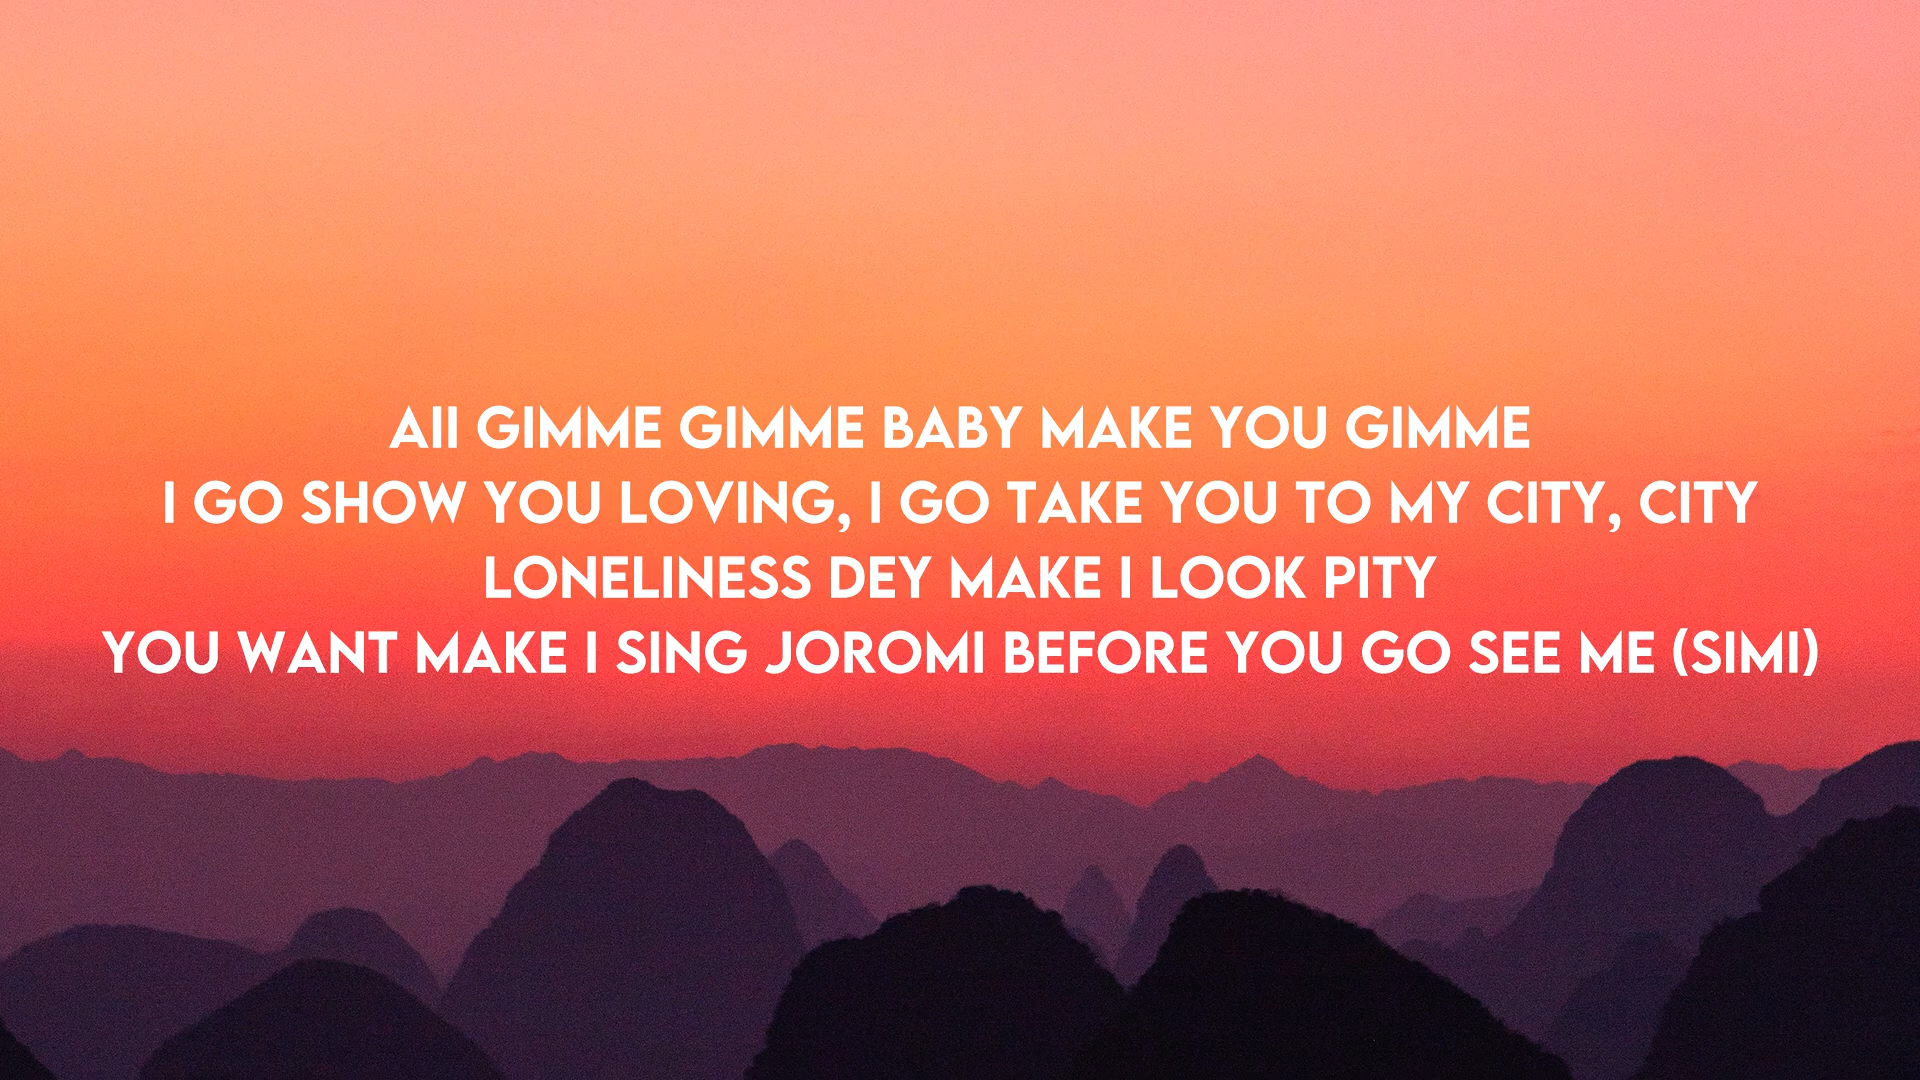 AII GIMME GIMME BABY MAKE YOU GIMME
I GO SHOW YOU LOVING, I GO TAKE YOU TO MY CITY, CITY
LONELINESS DEY MAKE I LOOK PITY
YOU WANT MAKE I SING JOROMI BEFORE YOU GO SEE ME (SIMI)